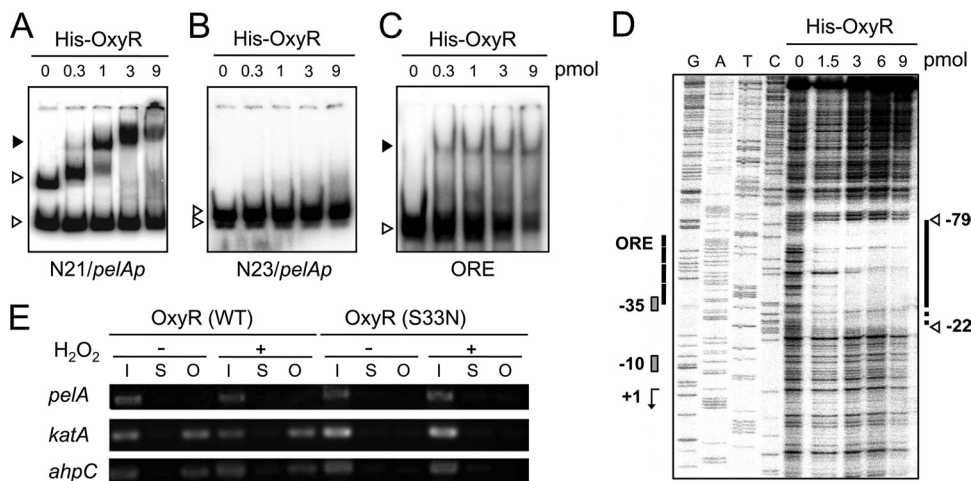 A
His-OxyR
0 0.3 1 3 9
N21/pelAp
B
His-OxyR
0 0.3 1 3 9
N23/pelAp
C
His-OxyR
0 0.3 1 3 9 pmol
ORE
D
His-OxyR
G A T C 0 1.5 3 6 9 pmol
-79
ORE
-35
-22
-10
+1
E
OxyR (WT) OxyR (S33N)
H2O2 - + - +
I S O I S O I S O I S O
pelA
katA
ahpC